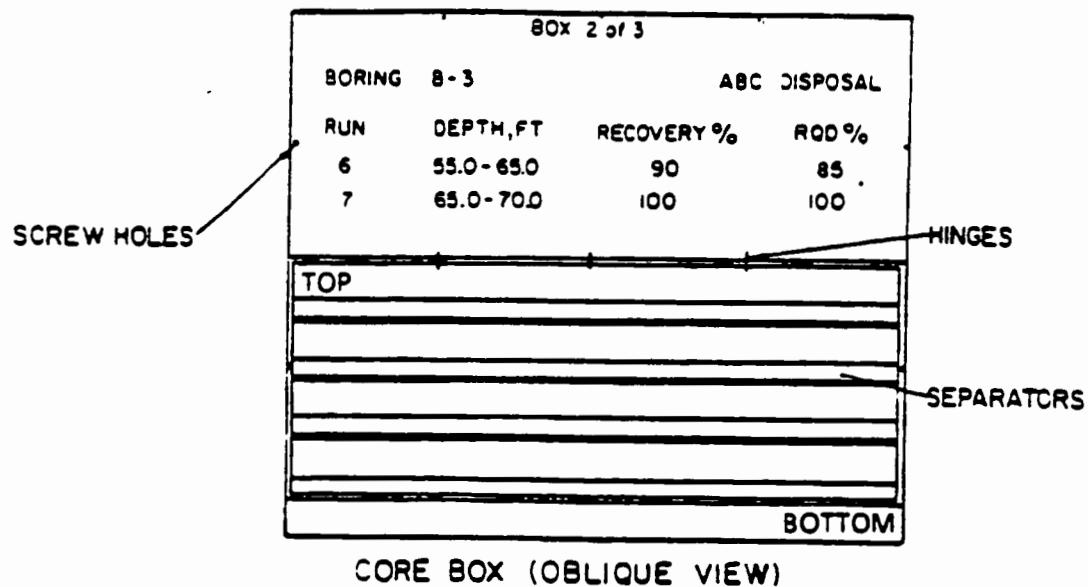 BOX 2 of 3
BORING 8-3 ABC DISPOSAL
RUN DEPTH, FT RECOVERY % RQD %
6 55.0-65.0 90 85
7 65.0-70.0 100 100
SCREW HOLES
HINGES
TOP
SEPARATORS
BOTTOM
CORE BOX (OBLIQUE VIEW)